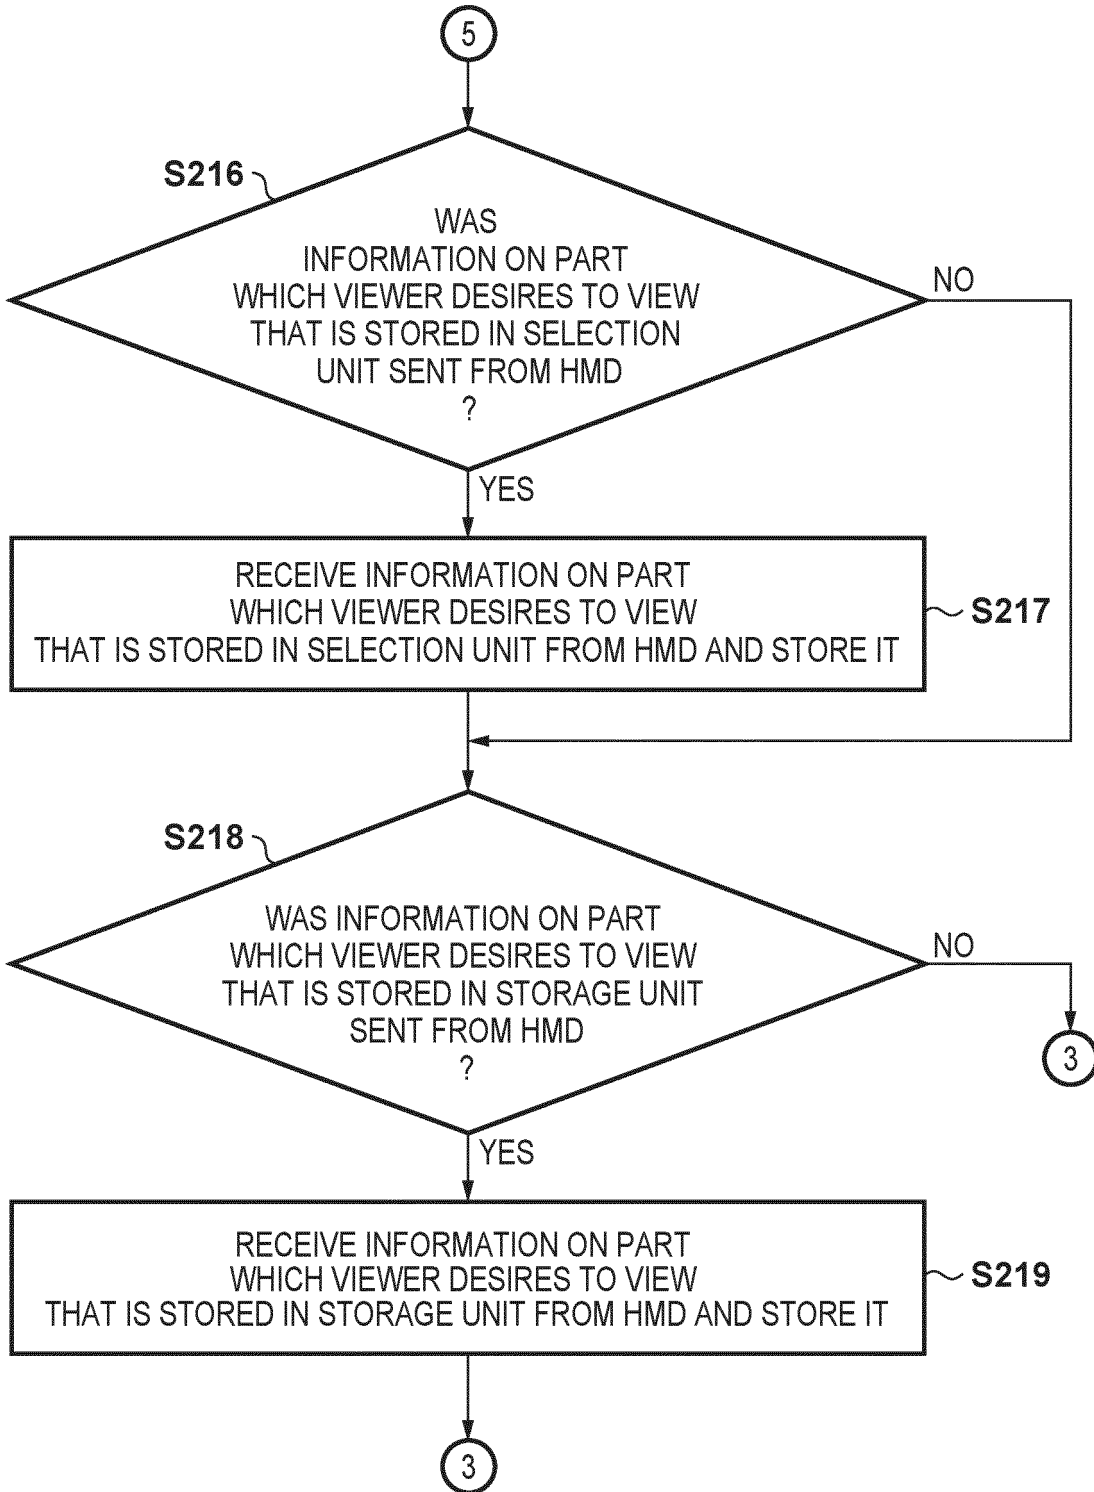 5
S216
WAS
INFORMATION ON PART
WHICH VIEWER DESIRES TO VIEW
THAT IS STORED IN SELECTION
UNIT SENT FROM HMD
?
NO
YES
RECEIVE INFORMATION ON PART
WHICH VIEWER DESIRES TO VIEW
THAT IS STORED IN SELECTION UNIT FROM HMD AND STORE IT
S217
S218
WAS INFORMATION ON PART
WHICH VIEWER DESIRES TO VIEW
THAT IS STORED IN STORAGE UNIT
SENT FROM HMD
?
NO
3
YES
RECEIVE INFORMATION ON PART
WHICH VIEWER DESIRES TO VIEW
THAT IS STORED IN STORAGE UNIT FROM HMD AND STORE IT
S219
3